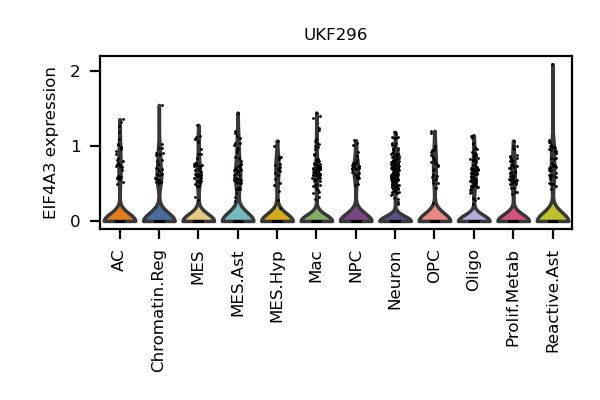 UKF296
EIF4A3 expression
2
1
0
AC
Chromatin.Reg
MES
MES.Ast
MES.Hyp
Mac
NPC
Neuron
OPC
Oligo
Prolif.Metab
Reactive.Ast